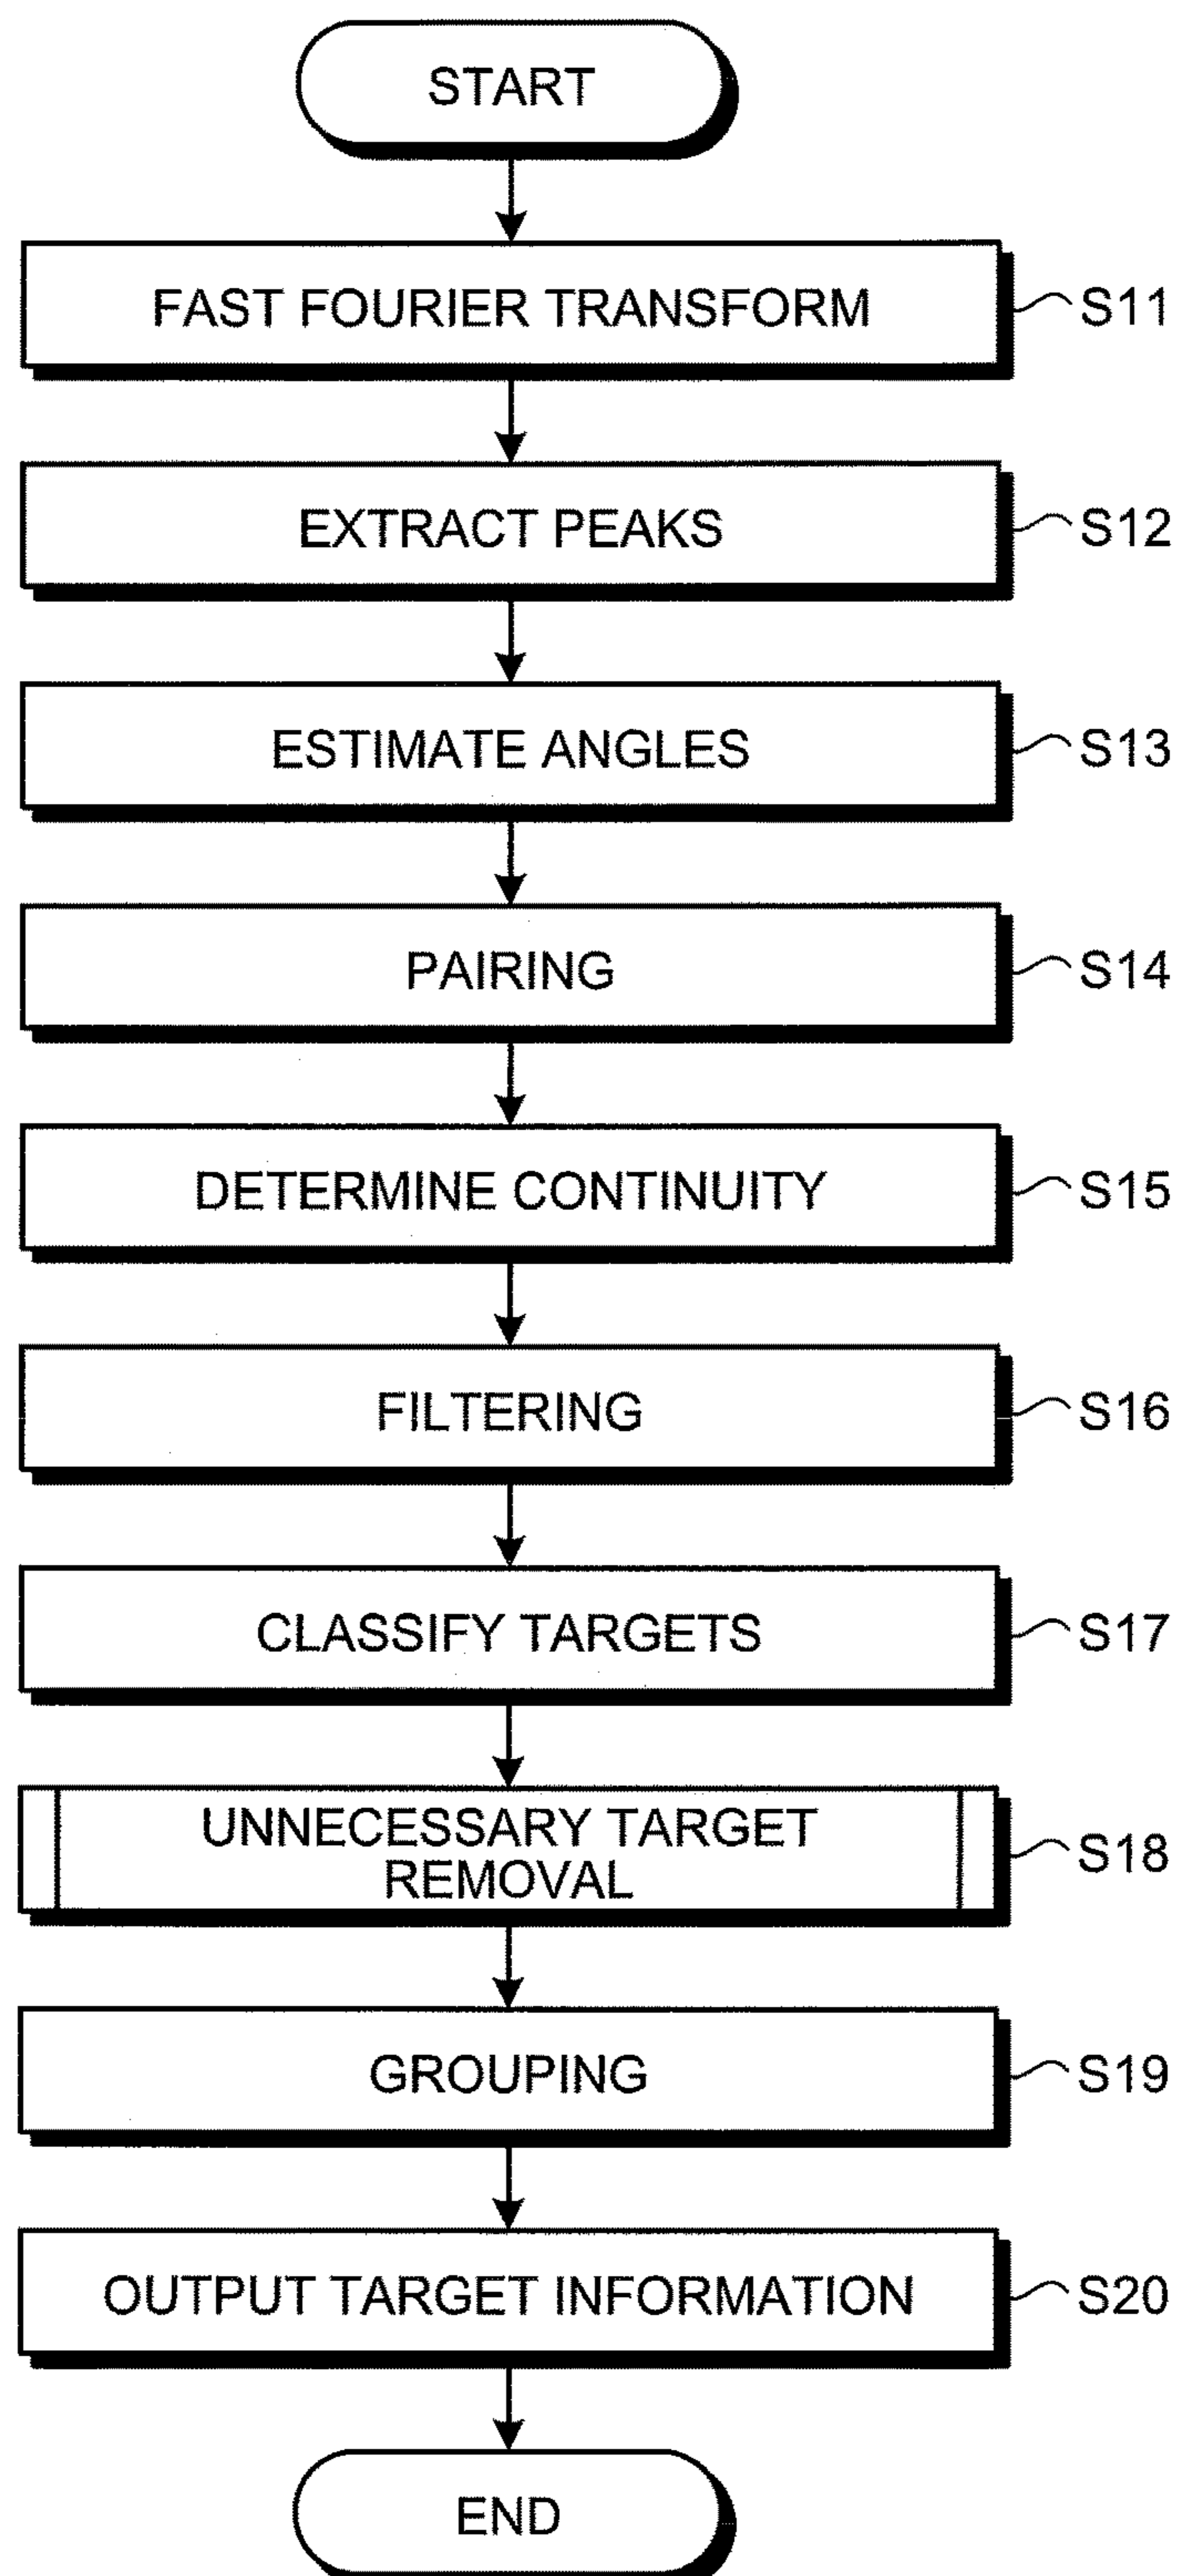 START
FAST FOURIER TRANSFORM
S11
EXTRACT PEAKS
S12
ESTIMATE ANGLES
S13
PAIRING
S14
DETERMINE CONTINUITY
S15
FILTERING
S16
CLASSIFY TARGETS
S17
UNNECESSARY TARGET
REMOVAL
S18
GROUPING
S19
OUTPUT TARGET INFORMATION
S20
END